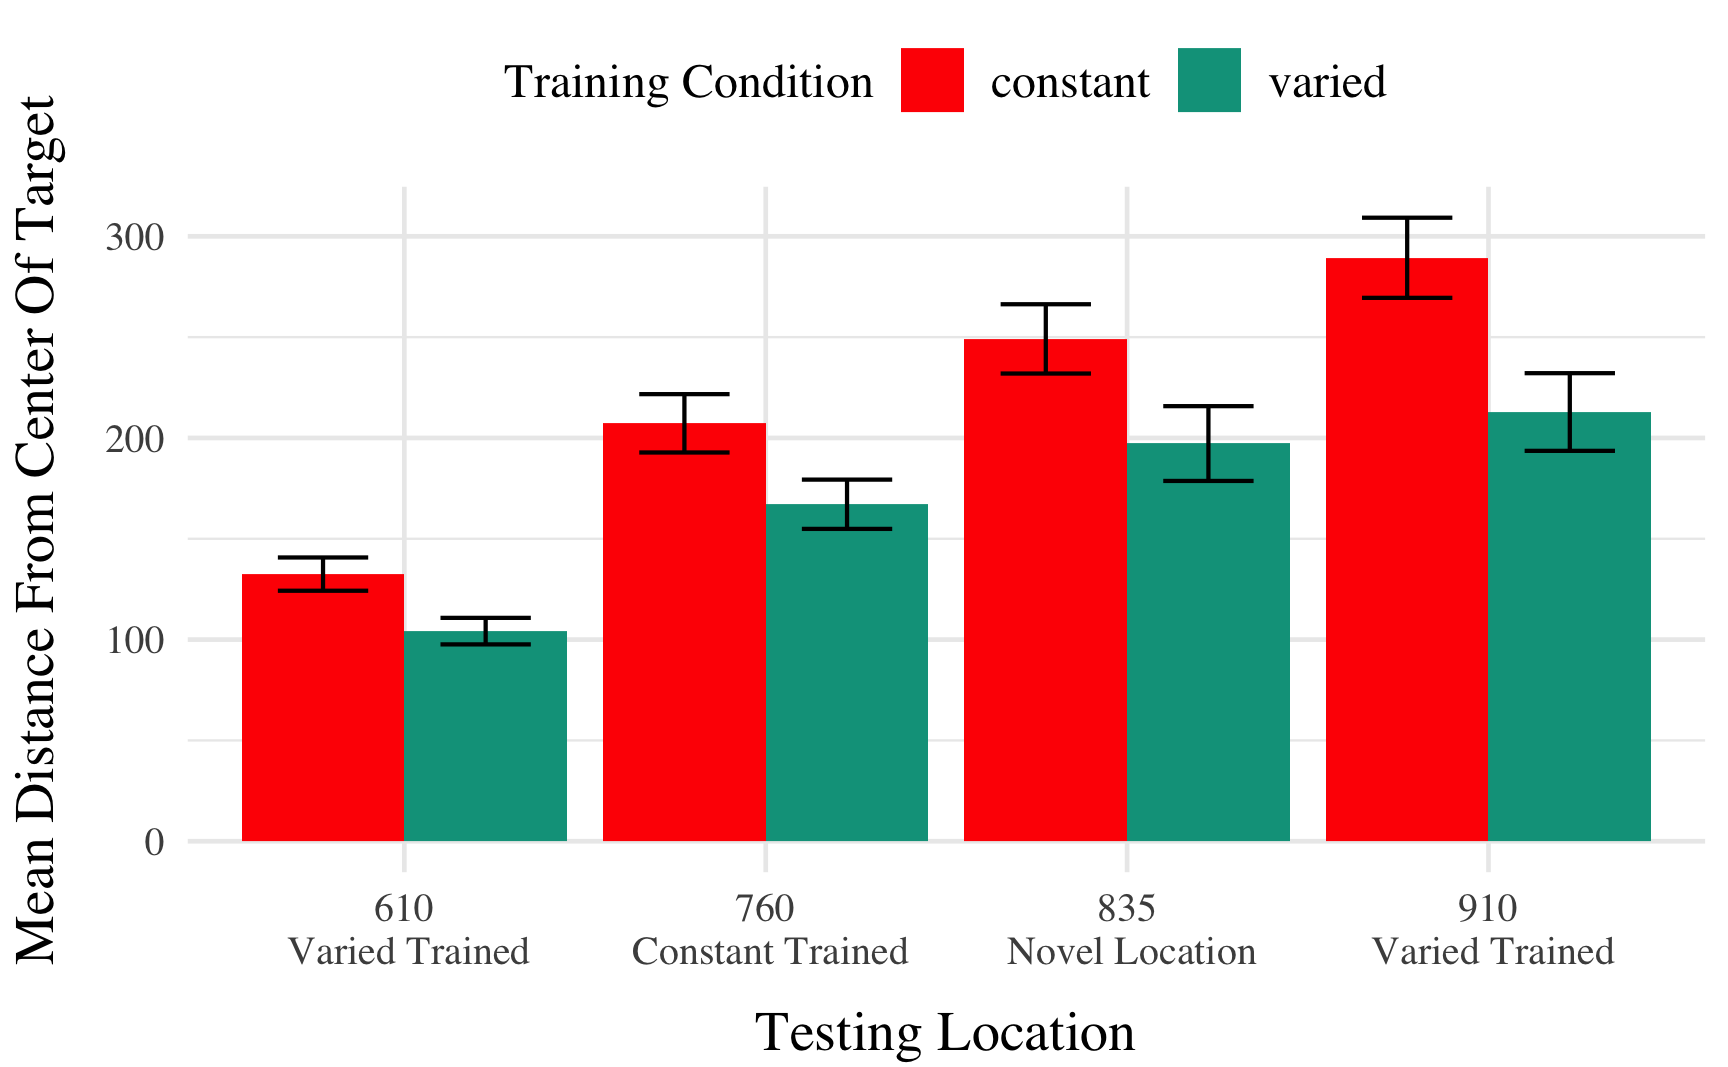 Training Condition constant varied
Mean Distance From Center Of Target
300
200
100
0
610 760 835 910
Varied Trained Constant Trained Novel Location Varied Trained
Testing Location